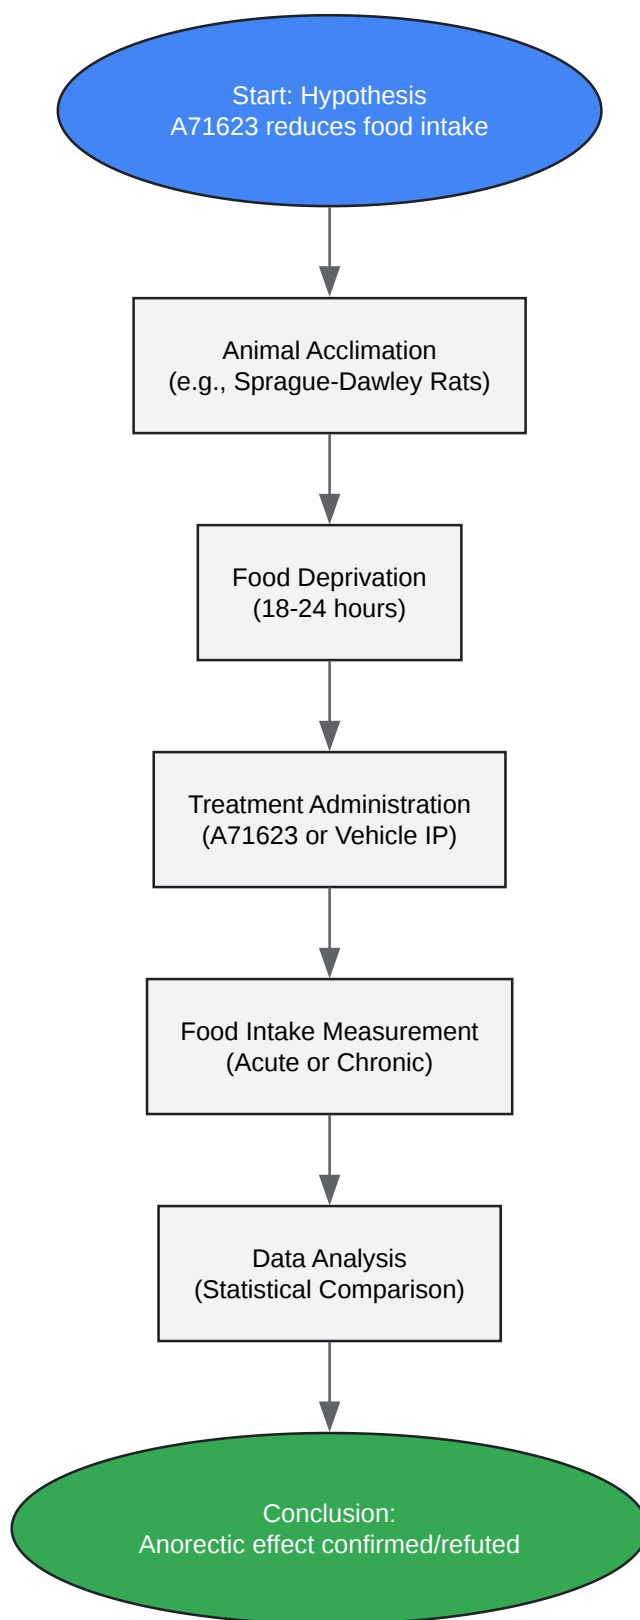 Start: Hypothesis
A71623 reduces food intake
Animal Acclimation
(e.g., Sprague-Dawley Rats)
Food Deprivation
(18-24 hours)
Treatment Administration
(A71623 or Vehicle IP)
Food Intake Measurement
(Acute or Chronic)
Data Analysis
(Statistical Comparison)
Conclusion:
Anorectic effect confirmed/refuted